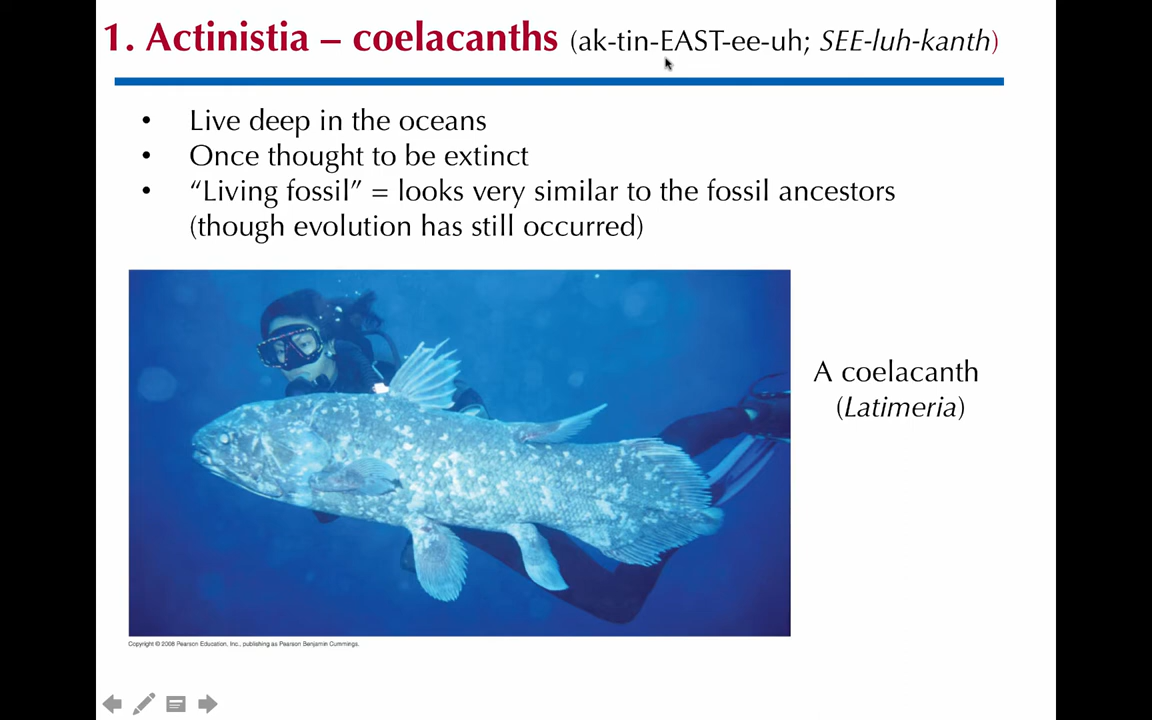 1. Actinistia – coelacanths (ak-tin-EAST-ee-uh; SEE-luh-kanth)
• Live deep in the oceans
• Once thought to be extinct
• “Living fossil” = looks very similar to the fossil ancestors
(though evolution has still occurred)
A coelacanth
(Latimeria)
Copyright © 2008 Pearson Education, Inc., publishing as Pearson Benjamin Cummings.